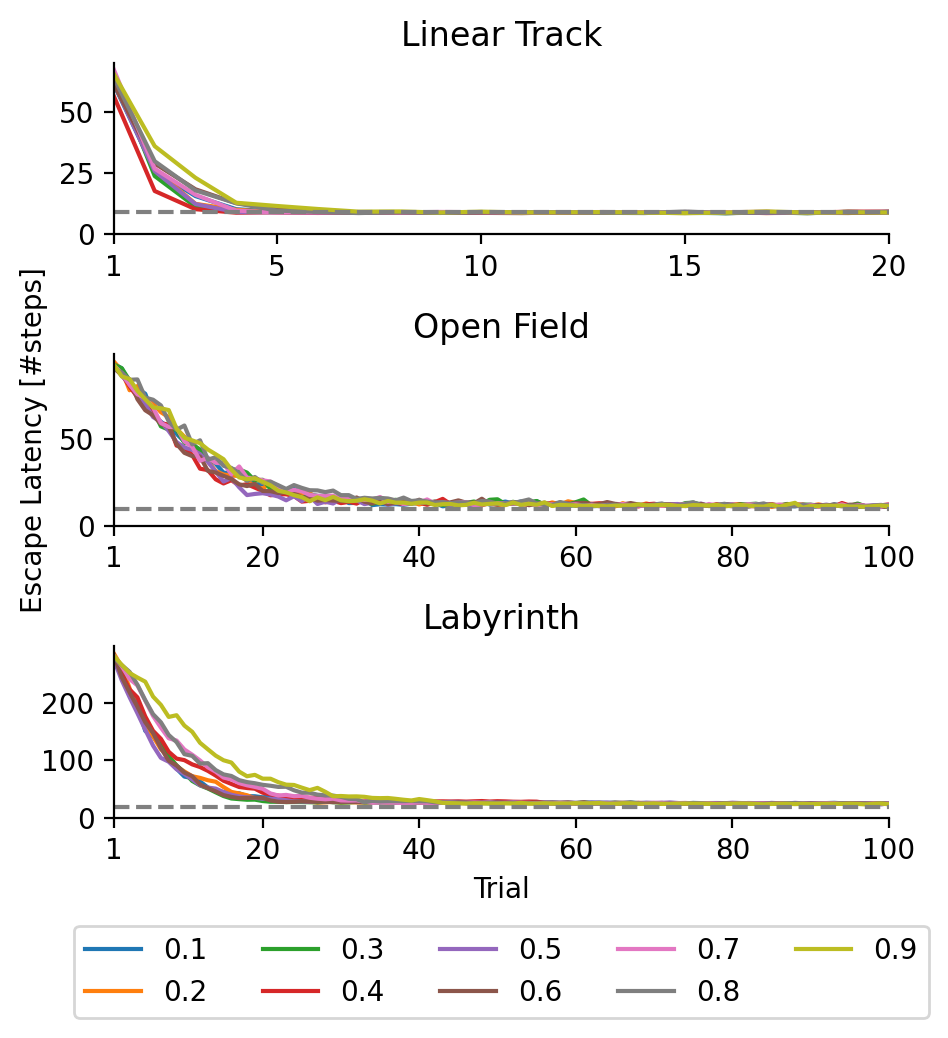 Linear Track
50
25
0
1 5 10 15 20
Open Field
50
0
1 20 40 60 80 100
Escape Latency [#steps]
Labyrinth
200
100
0
1 20 40 60 80 100
Trial
0.1 0.3 0.5 0.7 0.9
0.2 0.4 0.6 0.8